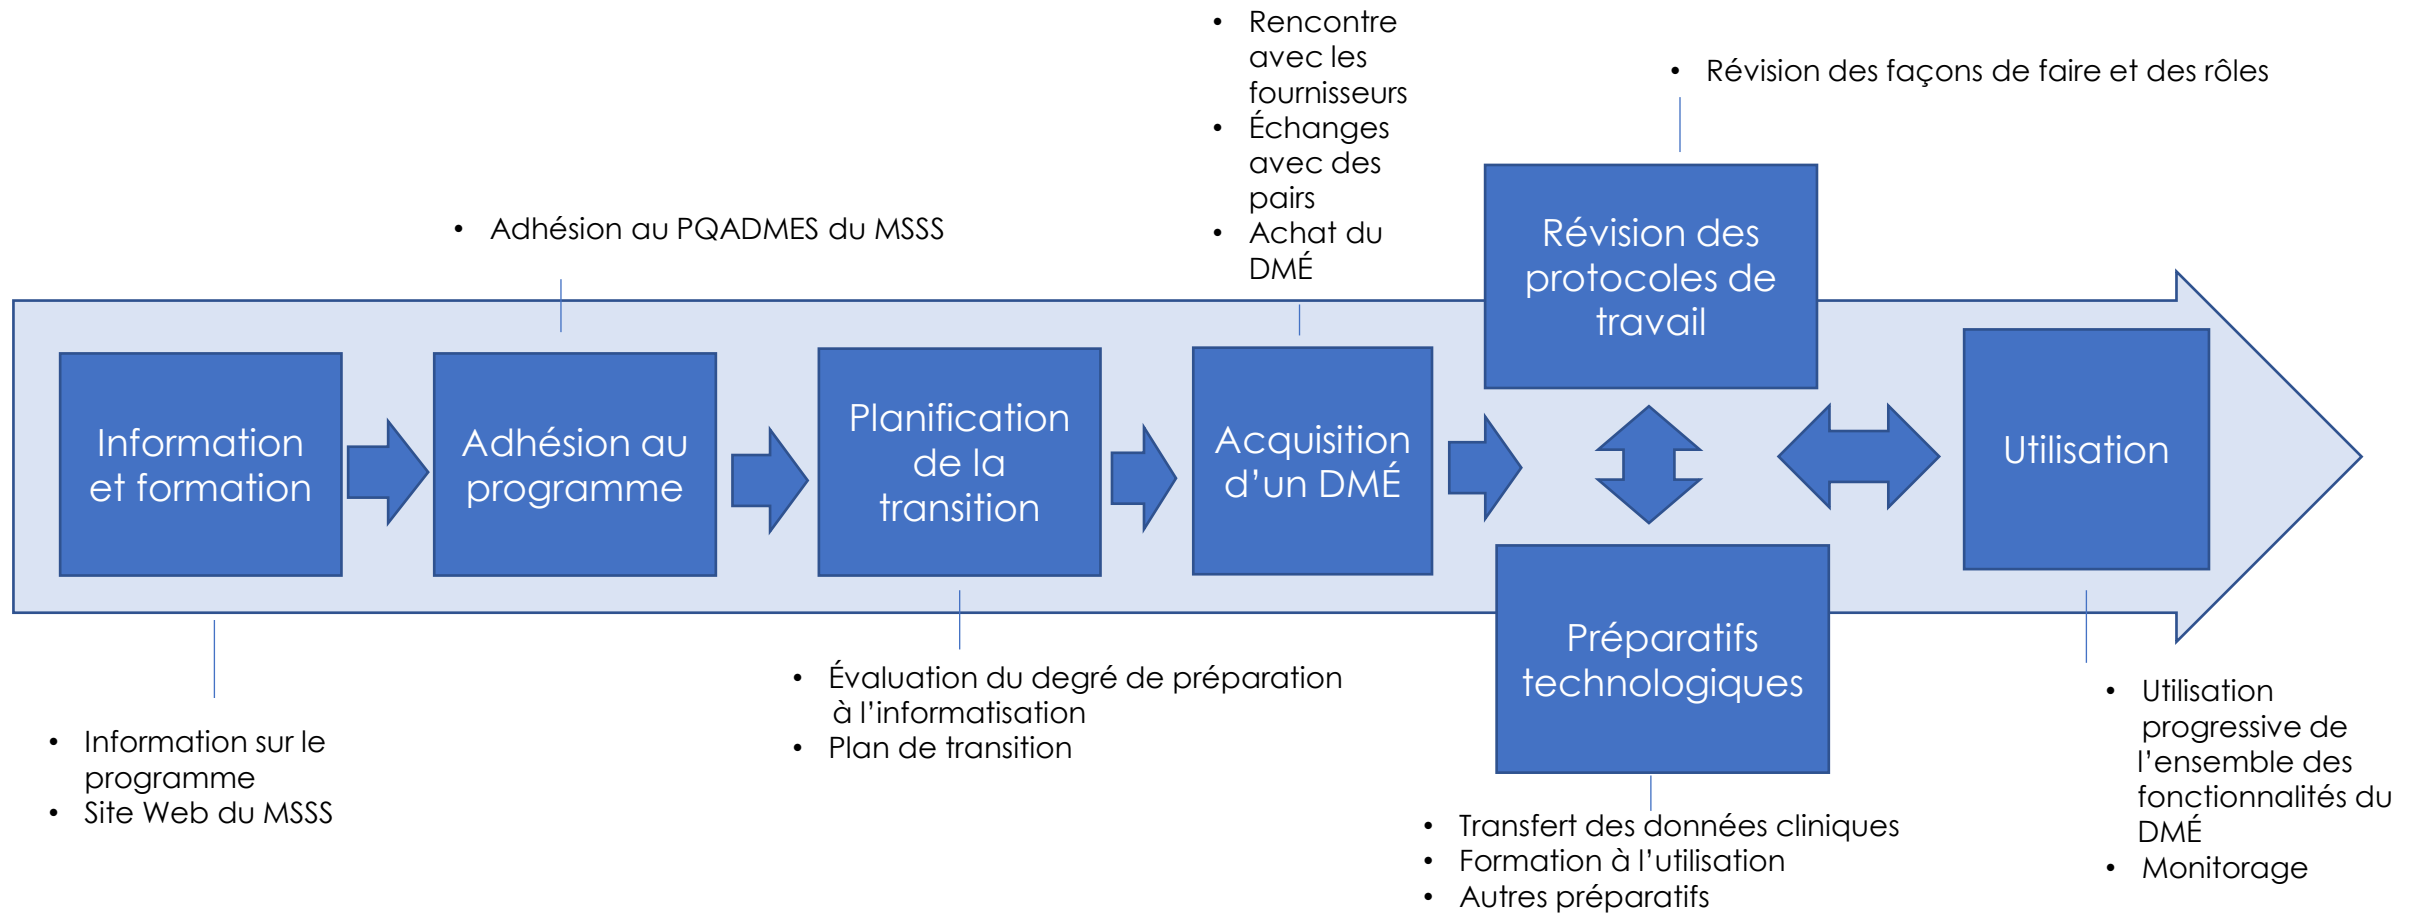 • Rencontre
avec les
fournisseurs
• Échanges
avec des
pairs
• Achat du
DMÉ
• Révision des façons de faire et des rôles
• Adhésion au PQADMES du MSSS
Information
et formation
Adhésion au
programme
Planification
de la
transition
Acquisition
d’un DMÉ
Révision des
protocoles de
travail
Préparatifs
technologiques
Utilisation
• Information sur le
programme
• Site Web du MSSS
• Évaluation du degré de préparation
à l’informatisation
• Plan de transition
• Transfert des données cliniques
• Formation à l’utilisation
• Autres préparatifs
• Utilisation
progressive de
l’ensemble des
fonctionnalités du
DMÉ
• Monitorage